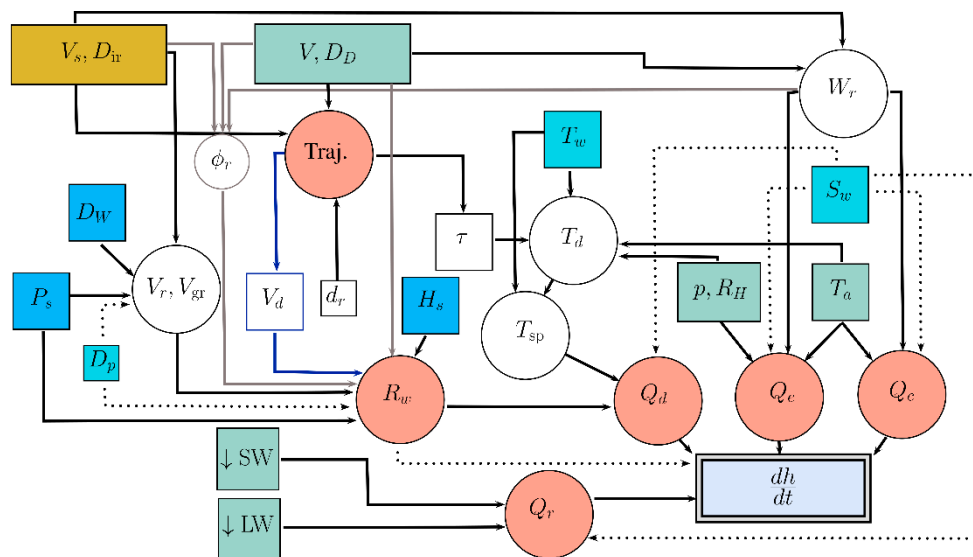 V_s, D_ir
V, D_D
W_r
ϕ_r
Traj.
T_w
S_w
D_W
τ
T_d
P_s
V_r, V_gr
V_d
d_r
H_s
p, R_H
T_a
T_sp
D_p
R_w
Q_d
Q_e
Q_c
↓ SW
dh
dt
↓ LW
Q_r